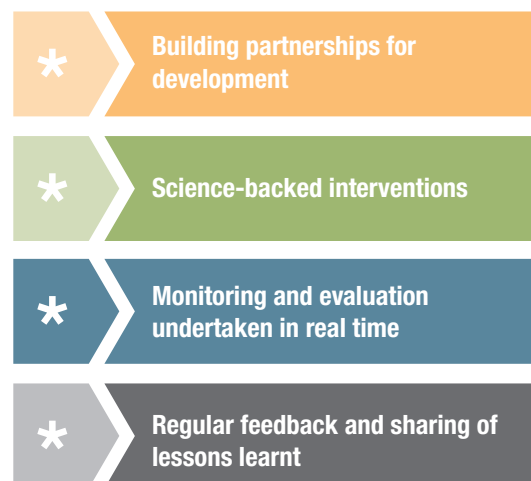 * Building partnerships for
development
* Science-backed interventions
* Monitoring and evaluation
undertaken in real time
* Regular feedback and sharing of
lessons learnt